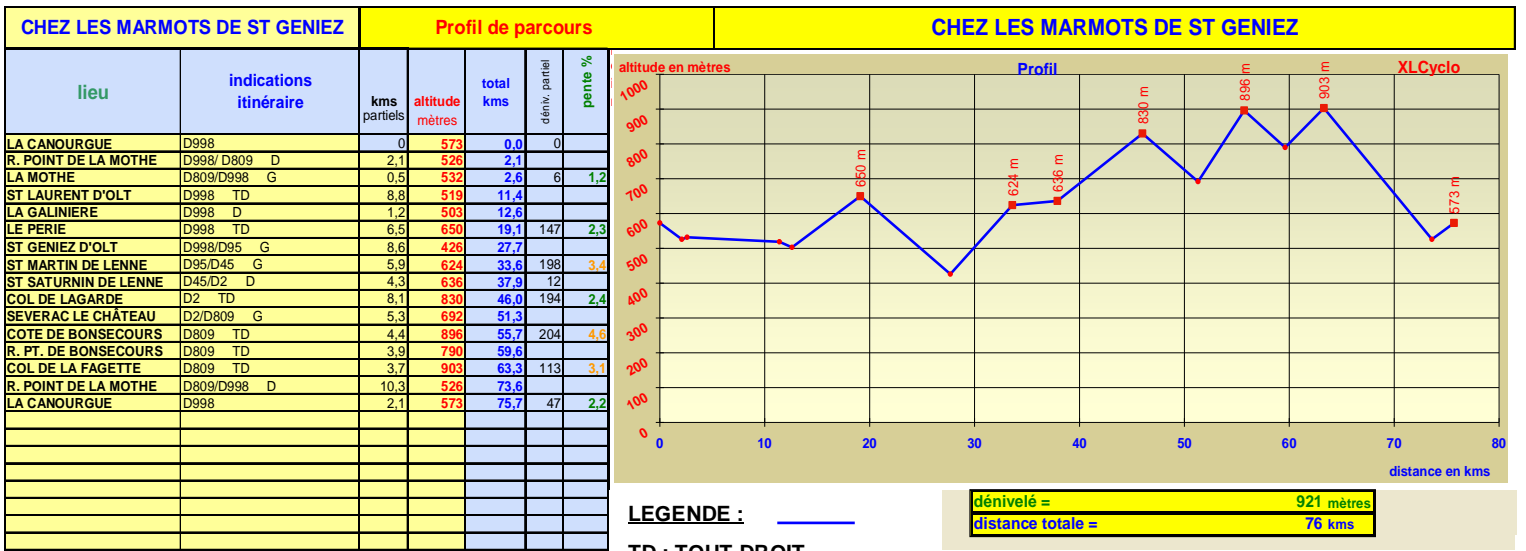 CHEZ LES MARMOTS DE ST GENIEZ Profil de parcours CHEZ LES MARMOTS DE ST GENIEZ
lieu indications itinéraire kms partiels altitude mètres total kms déniv. partiel pente %
LA CANOURGUE D998 0 573 0,0 0
R. POINT DE LA MOTHE D998/ D809 D 2,1 526 2,1
LA MOTHE D809/D998 G 0,5 532 2,6 6 1,2
ST LAURENT D'OLT D998 TD 8,8 519 11,4
LA GALINIERE D998 D 1,2 503 12,6
LE PERIE D998 TD 6,5 650 19,1 147 2,3
ST GENIEZ D'OLT D998/D95 G 8,6 426 27,7
ST MARTIN DE LENNE D95/D45 G 5,9 624 33,6 198 3,4
ST SATURNIN DE LENNE D45/D2 D 4,3 636 37,9 12
COL DE LAGARDE D2 TD 8,1 830 46,0 194 2,4
SEVERAC LE CHÂTEAU D2/D809 G 5,3 692 51,3
COTE DE BONSECOURS D809 TD 4,4 896 55,7 204 4,6
R. PT. DE BONSECOURS D809 TD 3,9 790 59,6
COL DE LA FAGETTE D809 TD 3,7 903 63,3 113 3,1
R. POINT DE LA MOTHE D809/D998 D 10,3 526 73,6
LA CANOURGUE D998 2,1 573 75,7 47 2,2
altitude en mètres Profil XLCyclo
1000
900
800
700
600
500
400
300
200
100
0
650 m 624 m 636 m 830 m 896 m 903 m 573 m
0 10 20 30 40 50 60 70 80
distance en kms
LEGENDE :
dénivelé = 921 mètres
distance totale = 76 kms
TD : TOUT DROIT